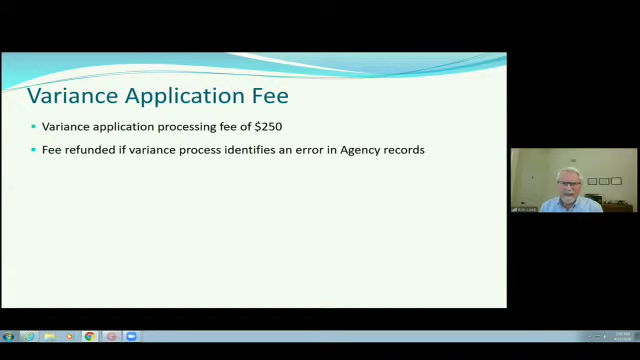 Variance Application Fee
Variance application processing fee of $250
Fee refunded if variance process identifies an error in Agency records